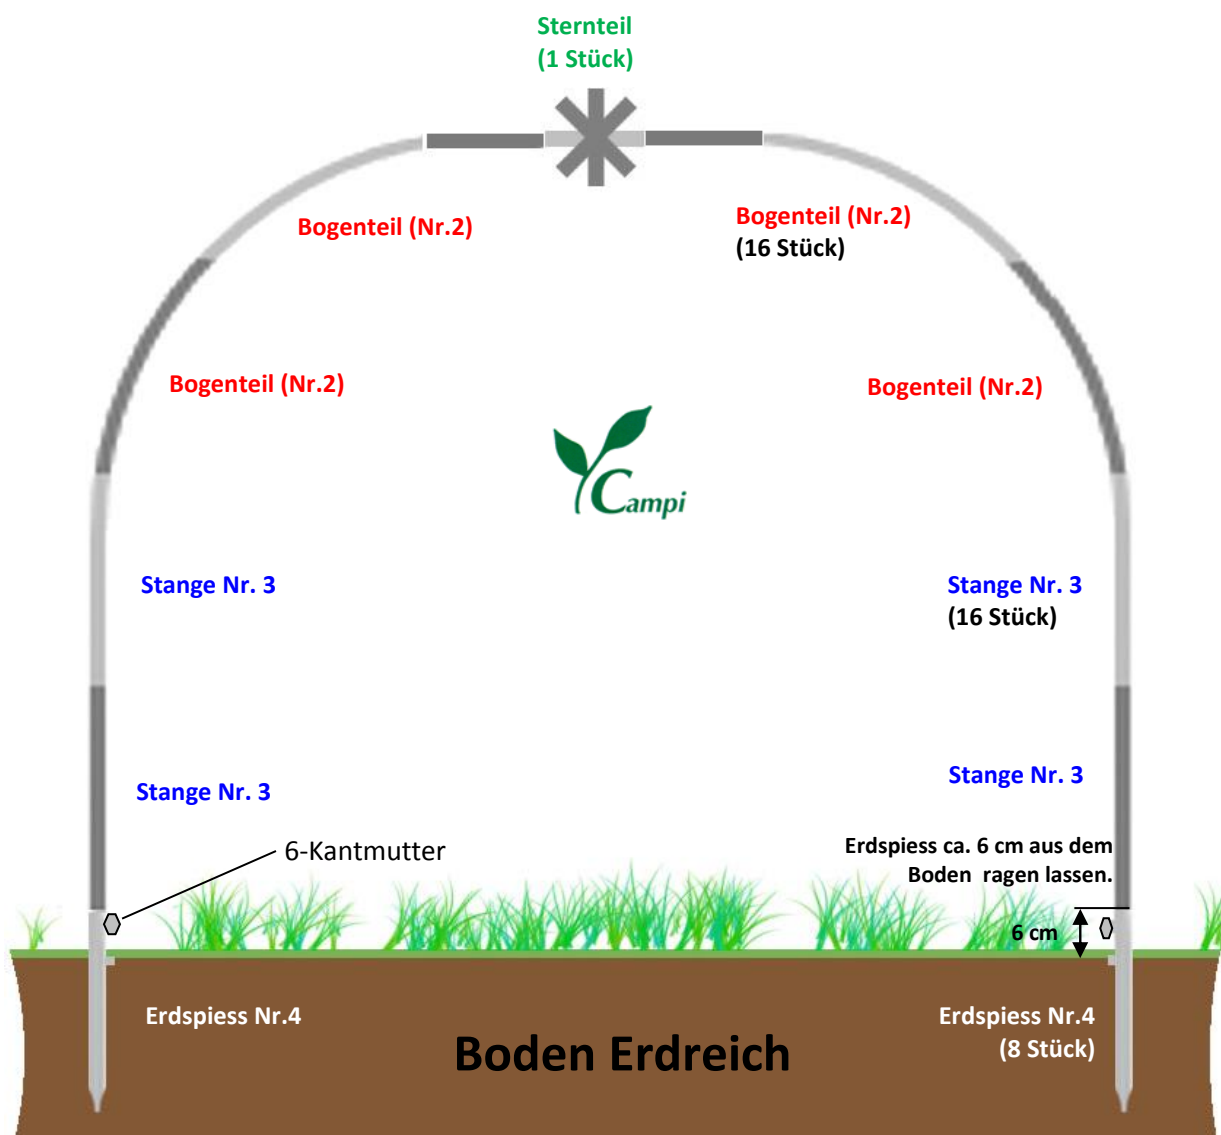 Sternteil
(1 Stück)
Bogenteil (Nr.2)
Bogenteil (Nr.2)
(16 Stück)
Bogenteil (Nr.2)
Bogenteil (Nr.2)
Campi
Stange Nr. 3
Stange Nr. 3
(16 Stück)
Stange Nr. 3
Stange Nr. 3
6-Kantmutter
Erdspiess ca. 6 cm aus dem
Boden ragen lassen.
6 cm
Erdspiess Nr.4
Erdspiess Nr.4
(8 Stück)
Boden Erdreich